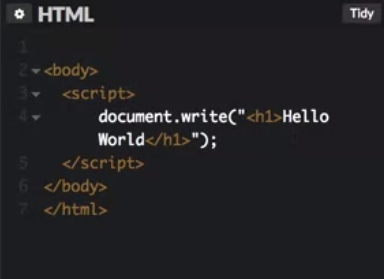 HTML
Tidy
1
2 <body>
3 <script>
4 document.write("<h1>Hello
World</h1>");
5 </script>
6 </body>
7 </html>